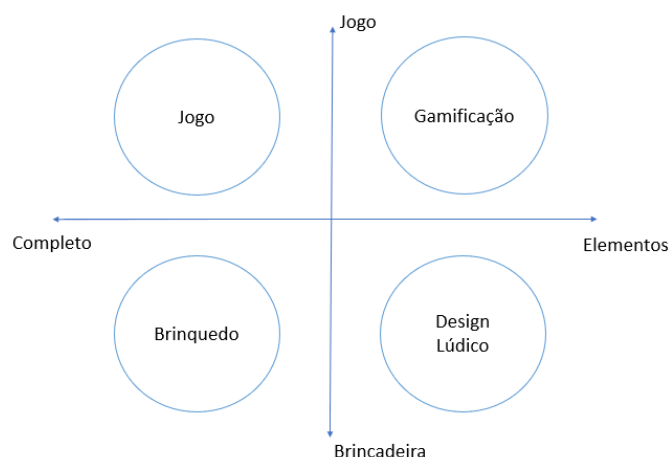 Jogo
Jogo
Gamificação
Completo
Elementos
Brinquedo
Design
Lúdico
Brincadeira